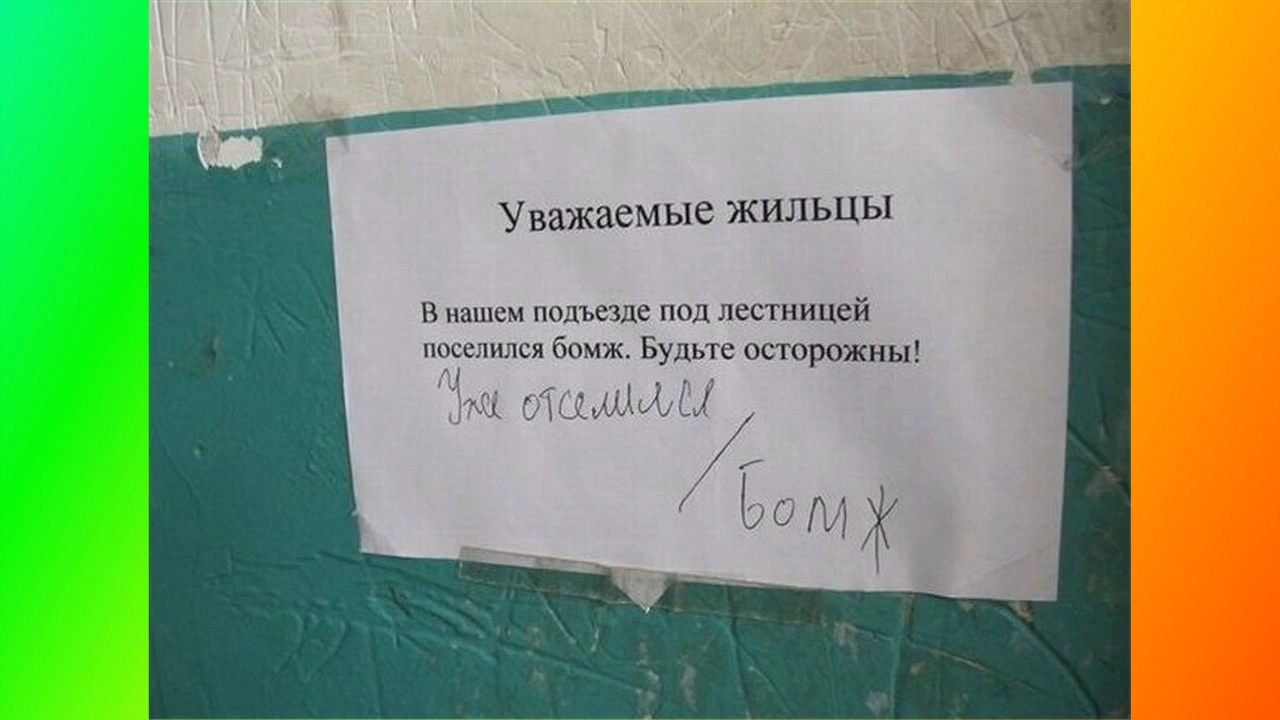 Уважаемые жильцы
В нашем подъезде под лестницей
поселился бомж. Будьте осторожны!
Уже отселился
/Бомж